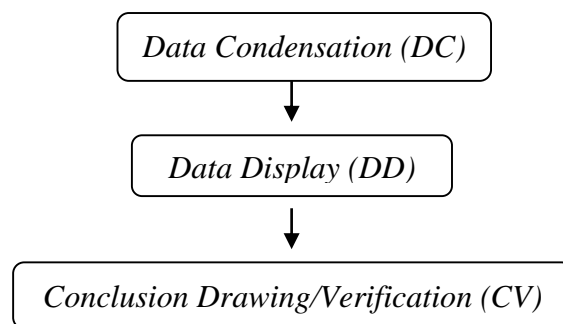 Data Condensation (DC)
Data Display (DD)
Conclusion Drawing/Verification (CV)